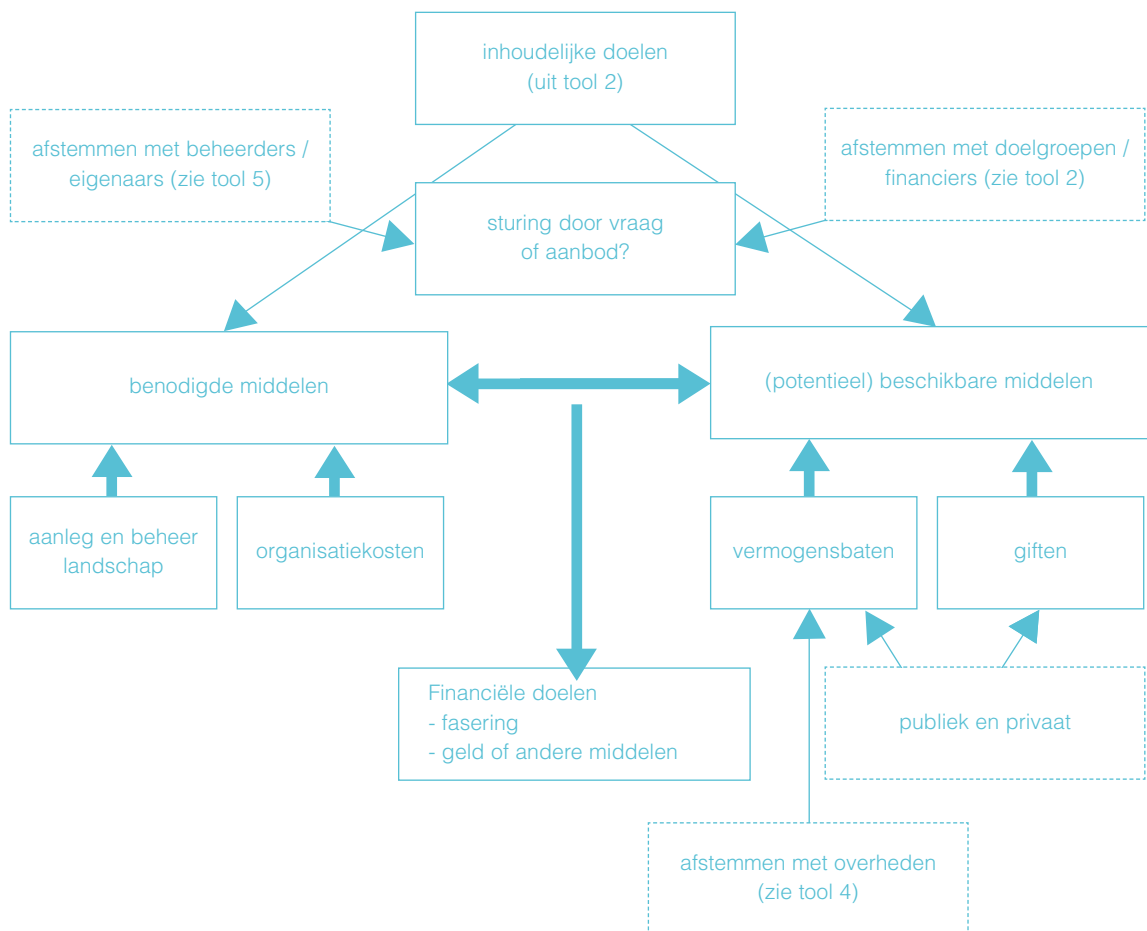 inhoudelijke doelen
(uit tool 2)
afstemmen met beheerders /
eigenaars (zie tool 5)
afstemmen met doelgroepen /
financiers (zie tool 2)
sturing door vraag
of aanbod?
benodigde middelen
(potentieel) beschikbare middelen
aanleg en beheer
landschap
organisatiekosten
vermogensbaten
giften
Financiële doelen
- fasering
- geld of andere middelen
publiek en privaat
afstemmen met overheden
(zie tool 4)